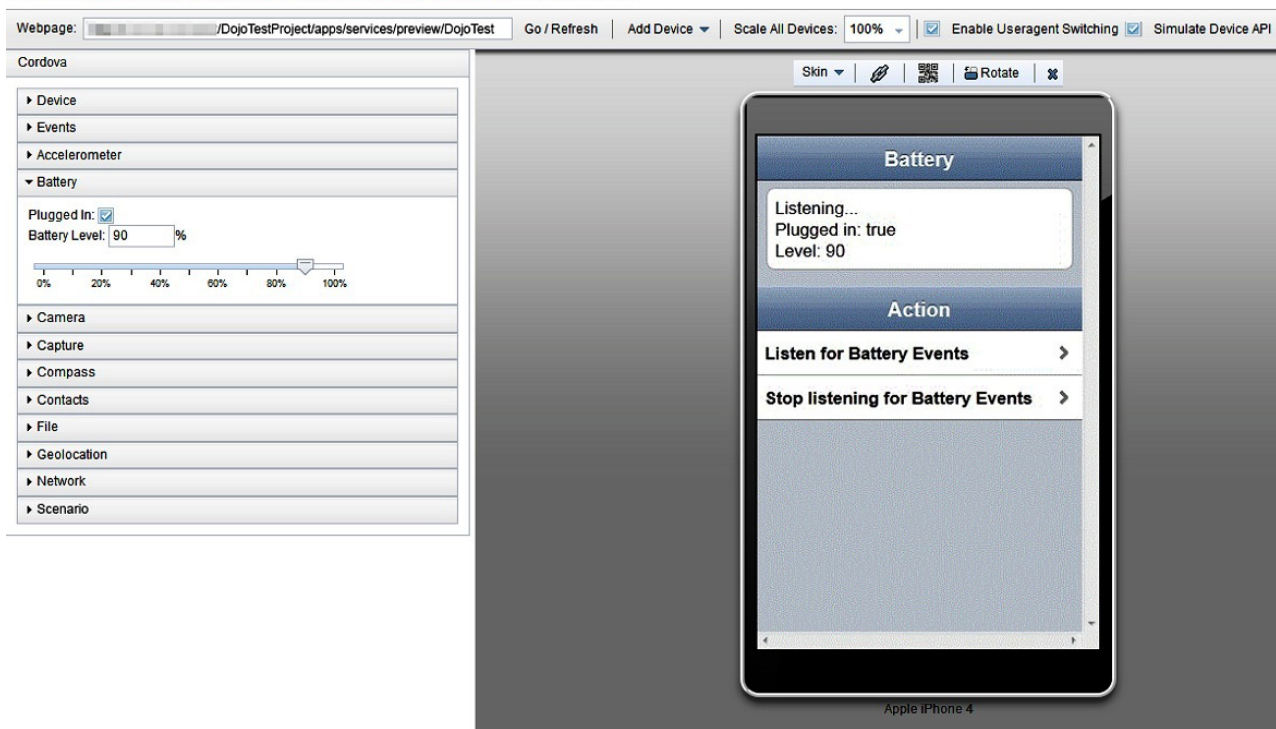 Webpage: /DojoTestProject/apps/services/preview/DojoTest Go / Refresh Add Device Scale All Devices: 100% Enable Useragent Switching Simulate Device API
Cordova
Skin Rotate
Device
Events
Accelerometer
Battery
Plugged In:
Battery Level: 90 %
0% 20% 40% 60% 80% 100%
Camera
Capture
Compass
Contacts
File
Geolocation
Network
Scenario
Battery
Listening...
Plugged in: true
Level: 90
Action
Listen for Battery Events
Stop listening for Battery Events
Apple iPhone 4